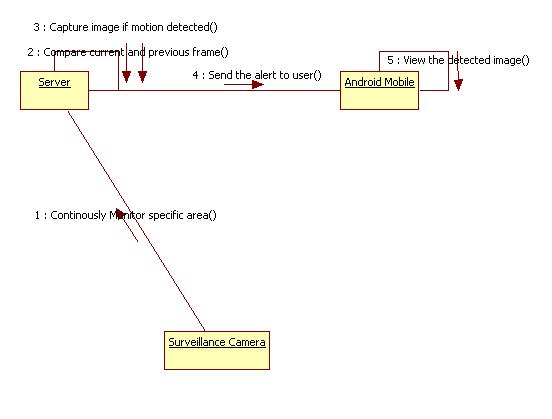 3 : Capture image if motion detected()
2 : Compare current and previous frame()
5 : View the detected image()
4 : Send the alert to user()
Server
Android Mobile
1 : Continously Monitor specific area()
Surveillance Camera